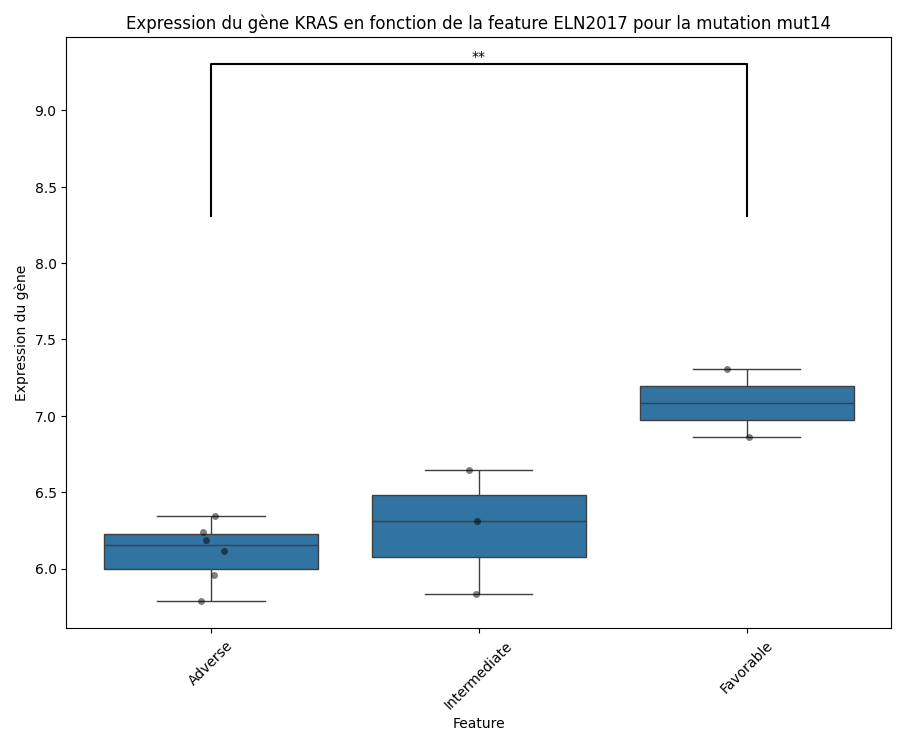 Expression du gène KRAS en fonction de la feature ELN2017 pour la mutation mut14
**
9.0
8.5
8.0
7.5
7.0
6.5
6.0
Expression du gène
Adverse
Intermediate
Favorable
Feature